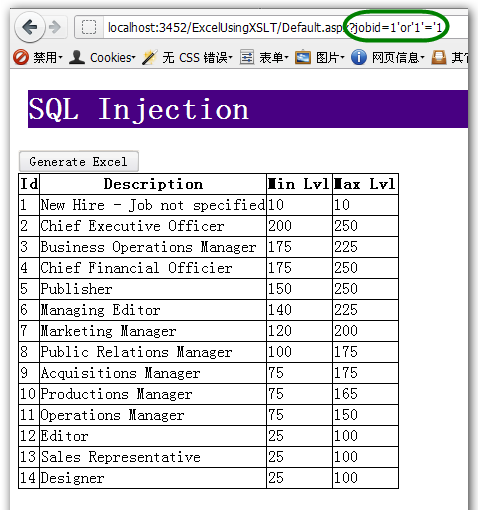 localhost:3452/ExcelUsingXSLT/Default.aspx?jobid=1'or'1'='1
禁用 Cookies 无 CSS 错误 表单 图片 网页信息 其
SQL Injection
Generate Excel
Id Description Min Lvl Max Lvl
1 New Hire - Job not specified 10 10
2 Chief Executive Officer 200 250
3 Business Operations Manager 175 225
4 Chief Financial Officier 175 250
5 Publisher 150 250
6 Managing Editor 140 225
7 Marketing Manager 120 200
8 Public Relations Manager 100 175
9 Acquisitions Manager 75 175
10 Productions Manager 75 165
11 Operations Manager 75 150
12 Editor 25 100
13 Sales Representative 25 100
14 Designer 25 100